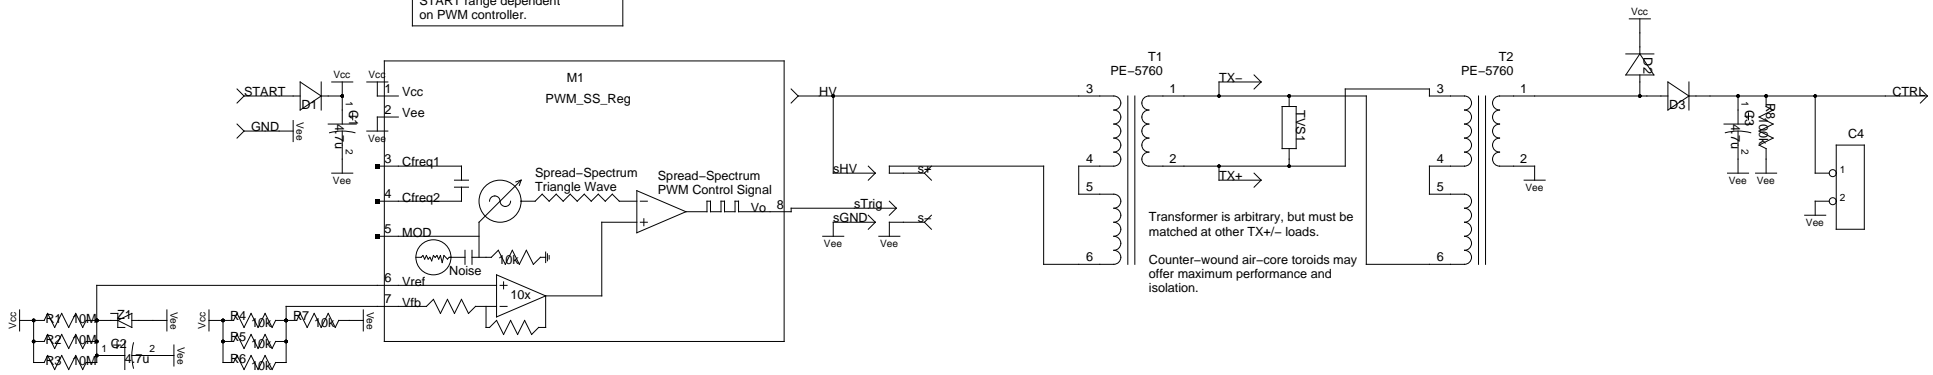 START range dependent
on PWM controller.
START
D1
Vcc
1
C1
4.7u
2
Vee
GND
Vee
Vcc
Vee
M1
PWM_SS_Reg
1
Vcc
2
Vee
3
Cfreq1
4
Cfreq2
5
MOD
6
Vref
7
Vfb
Spread−Spectrum
Triangle Wave
Spread−Spectrum
PWM Control Signal
Vo
8
Noise
10k
10x
−
+
+
−
Vcc
R1
10M
R2
10M
R3
10M
Z1
Vee
1
C2
4.7u
2
Vee
Vcc
R4
10k
R5
10k
R6
10k
R7
10k
Vee
HV
sHV
s+
sTrig
sGND
s−
Vee
Vee
T1
PE−5760
3
4
5
6
1
2
TX−
TX+
TVS1
Transformer is arbitrary, but must be
matched at other TX+/− loads.
Counter−wound air−core toroids may
offer maximum performance and
isolation.
T2
PE−5760
3
4
5
6
1
2
Vee
Vcc
D2
D3
1
C3
4.7u
2
Vee
R8
100k
Vee
CTRL
C4
1
2
Vee